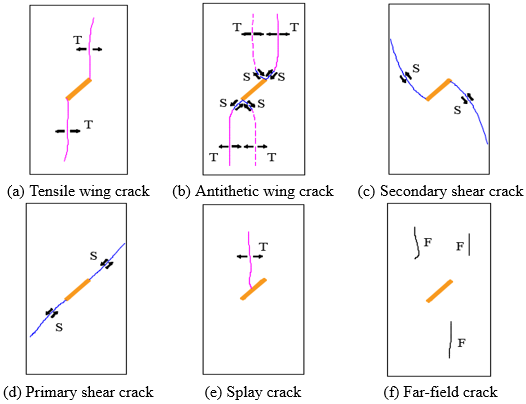 T
T
(a) Tensile wing crack
T T
S S
S S
T T
(b) Antithetic wing crack
S
S
(c) Secondary shear crack
S
S
(d) Primary shear crack
T
(e) Splay crack
F F
F
(f) Far-field crack